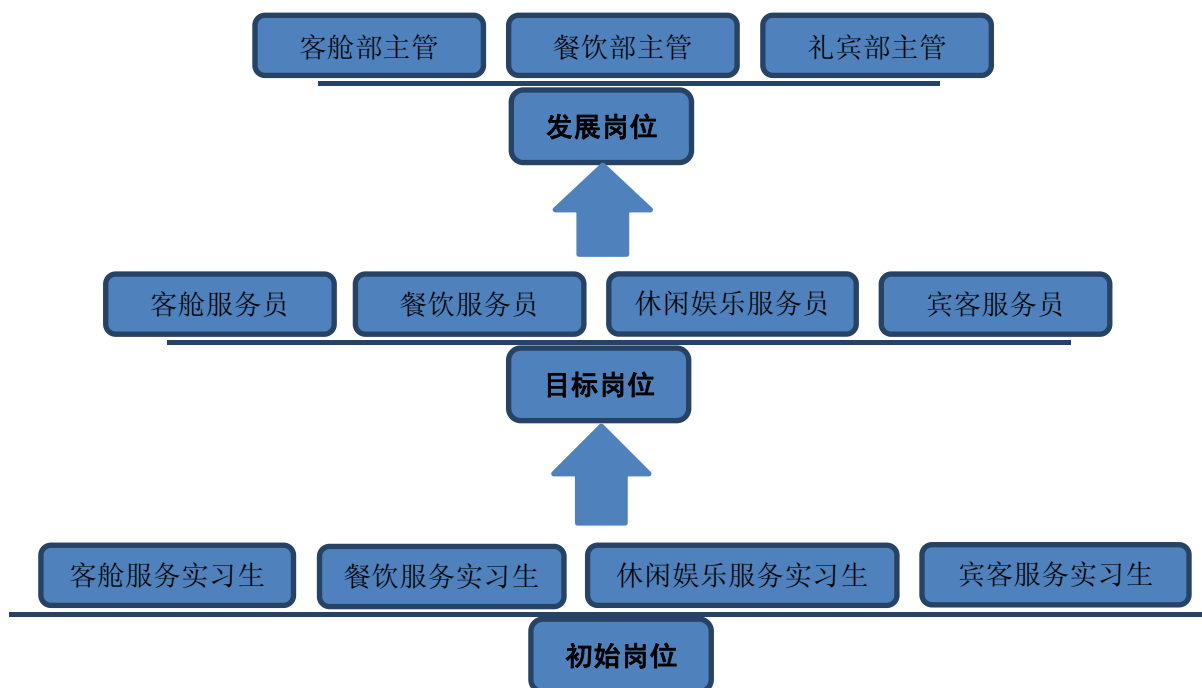 客舱部主管 餐饮部主管 礼宾部主管
发展岗位
客舱服务员 餐饮服务员 休闲娱乐服务员 宾客服务员
目标岗位
客舱服务实习生 餐饮服务实习生 休闲娱乐服务实习生 宾客服务实习生
初始岗位